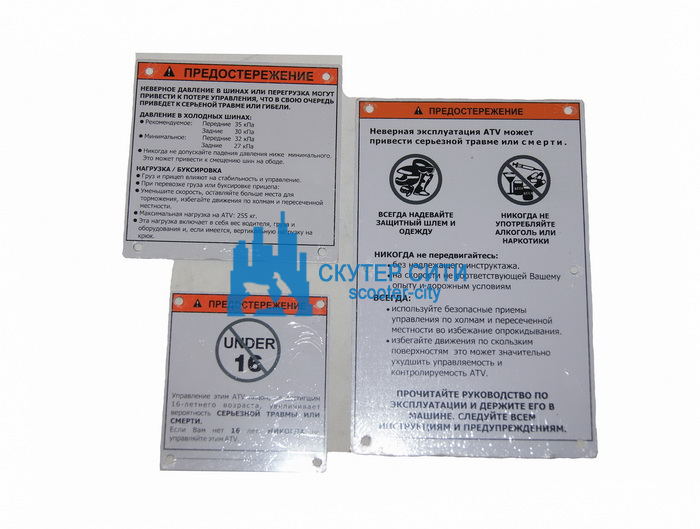 ПРЕДОСТЕРЕЖЕНИЕ
НЕВЕРНОЕ ДАВЛЕНИЕ В ШИНАХ ИЛИ ПЕРЕГРУЗКА МОГУТ
ПРИВЕСТИ К ПОТЕРЕ УПРАВЛЕНИЯ, ЧТО В СВОЮ ОЧЕРЕДЬ
ПРИВЕДЕТ К СЕРЬЕНОЙ ТРАВМЕ ИЛИ ГИБЕЛИ.
ДАВЛЕНИЕ В ХОЛОДНЫХ ШИНАХ:
● Рекомендуемое: Передние 35 кПа
Задние 30 кПа
● Минимальное: Передние 32 кПа
Задние 27 кПа
● Никогда не допускайте падения давления ниже минимального.
Это может привести к смещению шин на ободе.
НАГРУЗКА / БУКСИРОВКА
● Груз и прицеп влияют на стабильность и управление.
● При перевозке груза или буксировке прицепа:
● Уменьшите скорость, оставляйте больше места для
торможения, избегайте движения по холмам и пересеченной
местности.
● Максимальная нагрузка на ATV: 255 кг.
● Эта нагрузка включает в себя вес водителя, груза и
оборудования и, если имеется, вертикальную нагрузку на
крюк.
ПРЕДОСТЕРЕЖЕНИЕ
UNDER
16
Управление этим ATV
16-летнего возраста, увеличивает
вероятность СЕРЬЕЗНОЙ ТРАВМЫ ИЛИ
СМЕРТИ.
Если Вам нет 16 лет, НИКОГДА
управляйте этим ATV.
ПРЕДОСТЕРЕЖЕНИЕ
Неверная эксплуатация ATV может
привести серьезной травме или смерти.
ВСЕГДА НАДЕВАЙТЕ
ЗАЩИТНЫЙ ШЛЕМ И
ОДЕЖДУ
НИКОГДА НЕ
УПОТРЕБЛЯЙТЕ
АЛКОГОЛЬ ИЛИ
НАРКОТИКИ
НИКОГДА не передвигайтесь:
без надлежащего инструктажа.
на скорости не соответствующей Вашему
опыту и дорожным условиям
ВСЕГДА:
• используйте безопасные приемы
управления по холмам и пересеченной
местности во избежание опрокидывания.
• избегайте движения по скользким
поверхностям это может значительно
ухудшить управляемость и
контролируемость ATV.
ПРОЧИТАЙТЕ РУКОВОДСТВО ПО
ЭКСПЛУАТАЦИИ И ДЕРЖИТЕ ЕГО В
МАШИНЕ. СЛЕДУЙТЕ ВСЕМ
ИНСТРУКЦИЯМ И ПРЕДУПРЕЖДЕНИЯМ.
СКУТЕР СИТИ
scooter-city